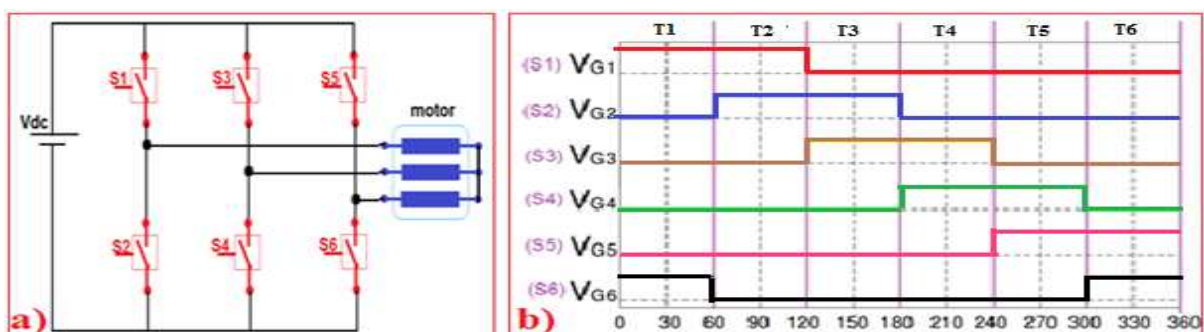 S1
S3
S5
Vdc
motor
S2
S4
S6
a)
T1 T2 T3 T4 T5 T6
(S1) VG1
(S2) VG2
(S3) VG3
(S4) VG4
(S5) VG5
(S6) VG6
b)
0 30 60 90 120 150 180 210 240 270 300 330 360